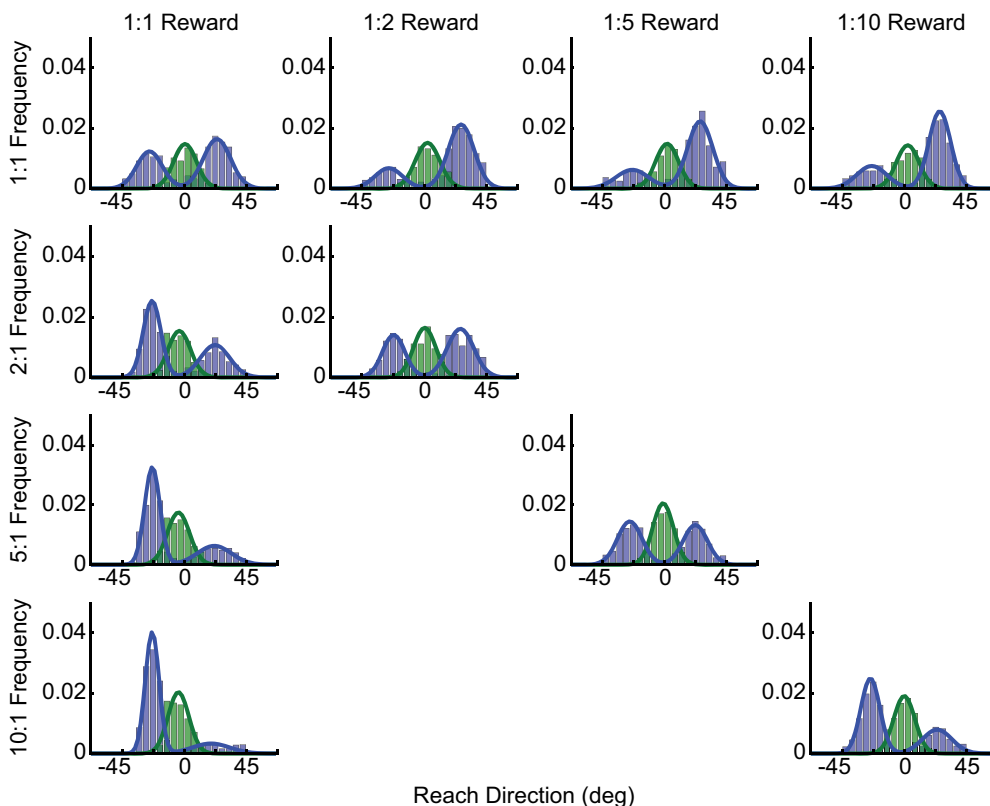 1:1 Reward 1:2 Reward 1:5 Reward 1:10 Reward
1:1 Frequency
0.04 0.04 0.04 0.04
0.02 0.02 0.02 0.02
0 0 0 0
-45 0 45 -45 0 45 -45 0 45 -45 0 45
2:1 Frequency
0.04 0.04
0.02 0.02
0 0
-45 0 45 -45 0 45
5:1 Frequency
0.04 0.04
0.02 0.02
0 0
-45 0 45 -45 0 45
10:1 Frequency
0.04 0.04
0.02 0.02
0 0
-45 0 45 -45 0 45
Reach Direction (deg)